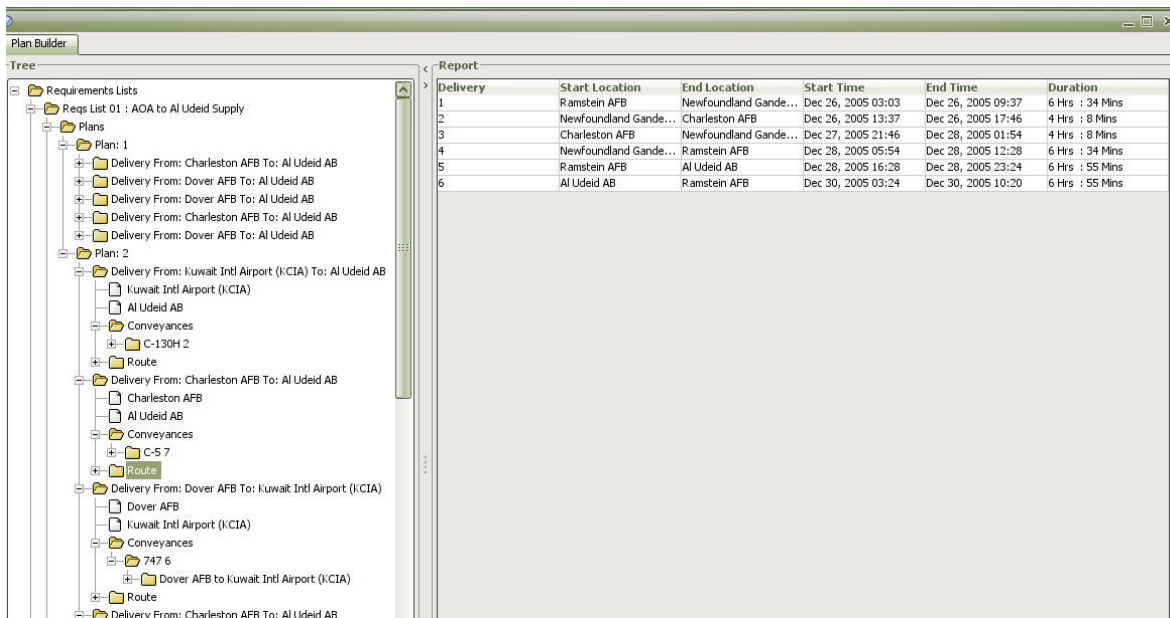 Plan Builder
Tree
Requirements Lists
Reqs List 01 : AOA to Al Udeid Supply
Plans
Plan: 1
Delivery From: Charleston AFB To: Al Udeid AB
Delivery From: Dover AFB To: Al Udeid AB
Delivery From: Dover AFB To: Al Udeid AB
Delivery From: Charleston AFB To: Al Udeid AB
Delivery From: Dover AFB To: Al Udeid AB
Plan: 2
Delivery From: Kuwait Intl Airport (KCIA) To: Al Udeid AB
Kuwait Intl Airport (KCIA)
Al Udeid AB
Conveyances
C-130H 2
Route
Delivery From: Charleston AFB To: Al Udeid AB
Charleston AFB
Al Udeid AB
Conveyances
C-5 7
Route
Delivery From: Dover AFB To: Kuwait Intl Airport (KCIA)
Dover AFB
Kuwait Intl Airport (KCIA)
Conveyances
747 6
Dover AFB to Kuwait Intl Airport (KCIA)
Route
Delivery From: Charleston AFB To: Al Udeid AB
Report
Delivery Start Location End Location Start Time End Time Duration
1 Ramstein AFB Newfoundland Gande... Dec 26, 2005 03:03 Dec 26, 2005 09:37 6 Hrs : 34 Mins
2 Newfoundland Gande... Charleston AFB Dec 26, 2005 13:37 Dec 26, 2005 17:46 4 Hrs : 8 Mins
3 Charleston AFB Newfoundland Gande... Dec 27, 2005 21:46 Dec 28, 2005 01:54 4 Hrs : 8 Mins
4 Newfoundland Gande... Ramstein AFB Dec 28, 2005 05:54 Dec 28, 2005 12:28 6 Hrs : 34 Mins
5 Ramstein AFB Al Udeid AB Dec 28, 2005 16:28 Dec 28, 2005 23:24 6 Hrs : 55 Mins
6 Al Udeid AB Ramstein AFB Dec 30, 2005 03:24 Dec 30, 2005 10:20 6 Hrs : 55 Mins